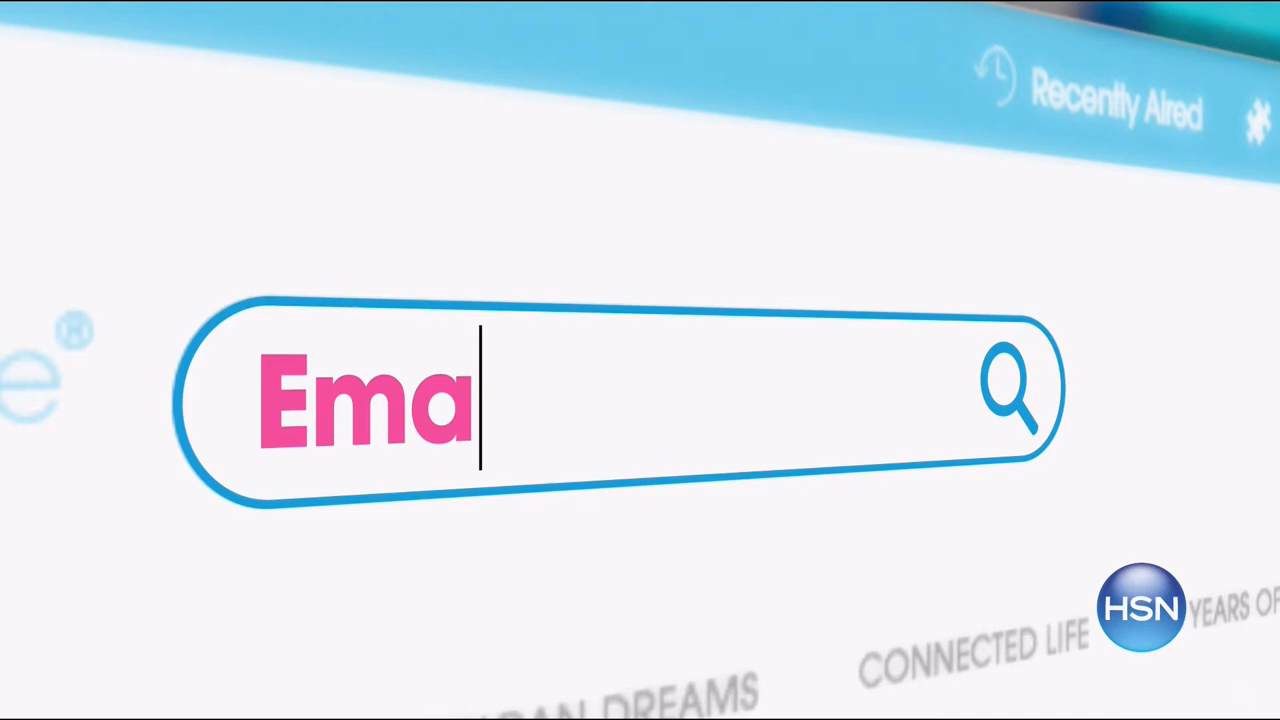 Recently Aired
e®
Ema
HSN
CONNECTED LIFE
YEARS OF
DREAMS